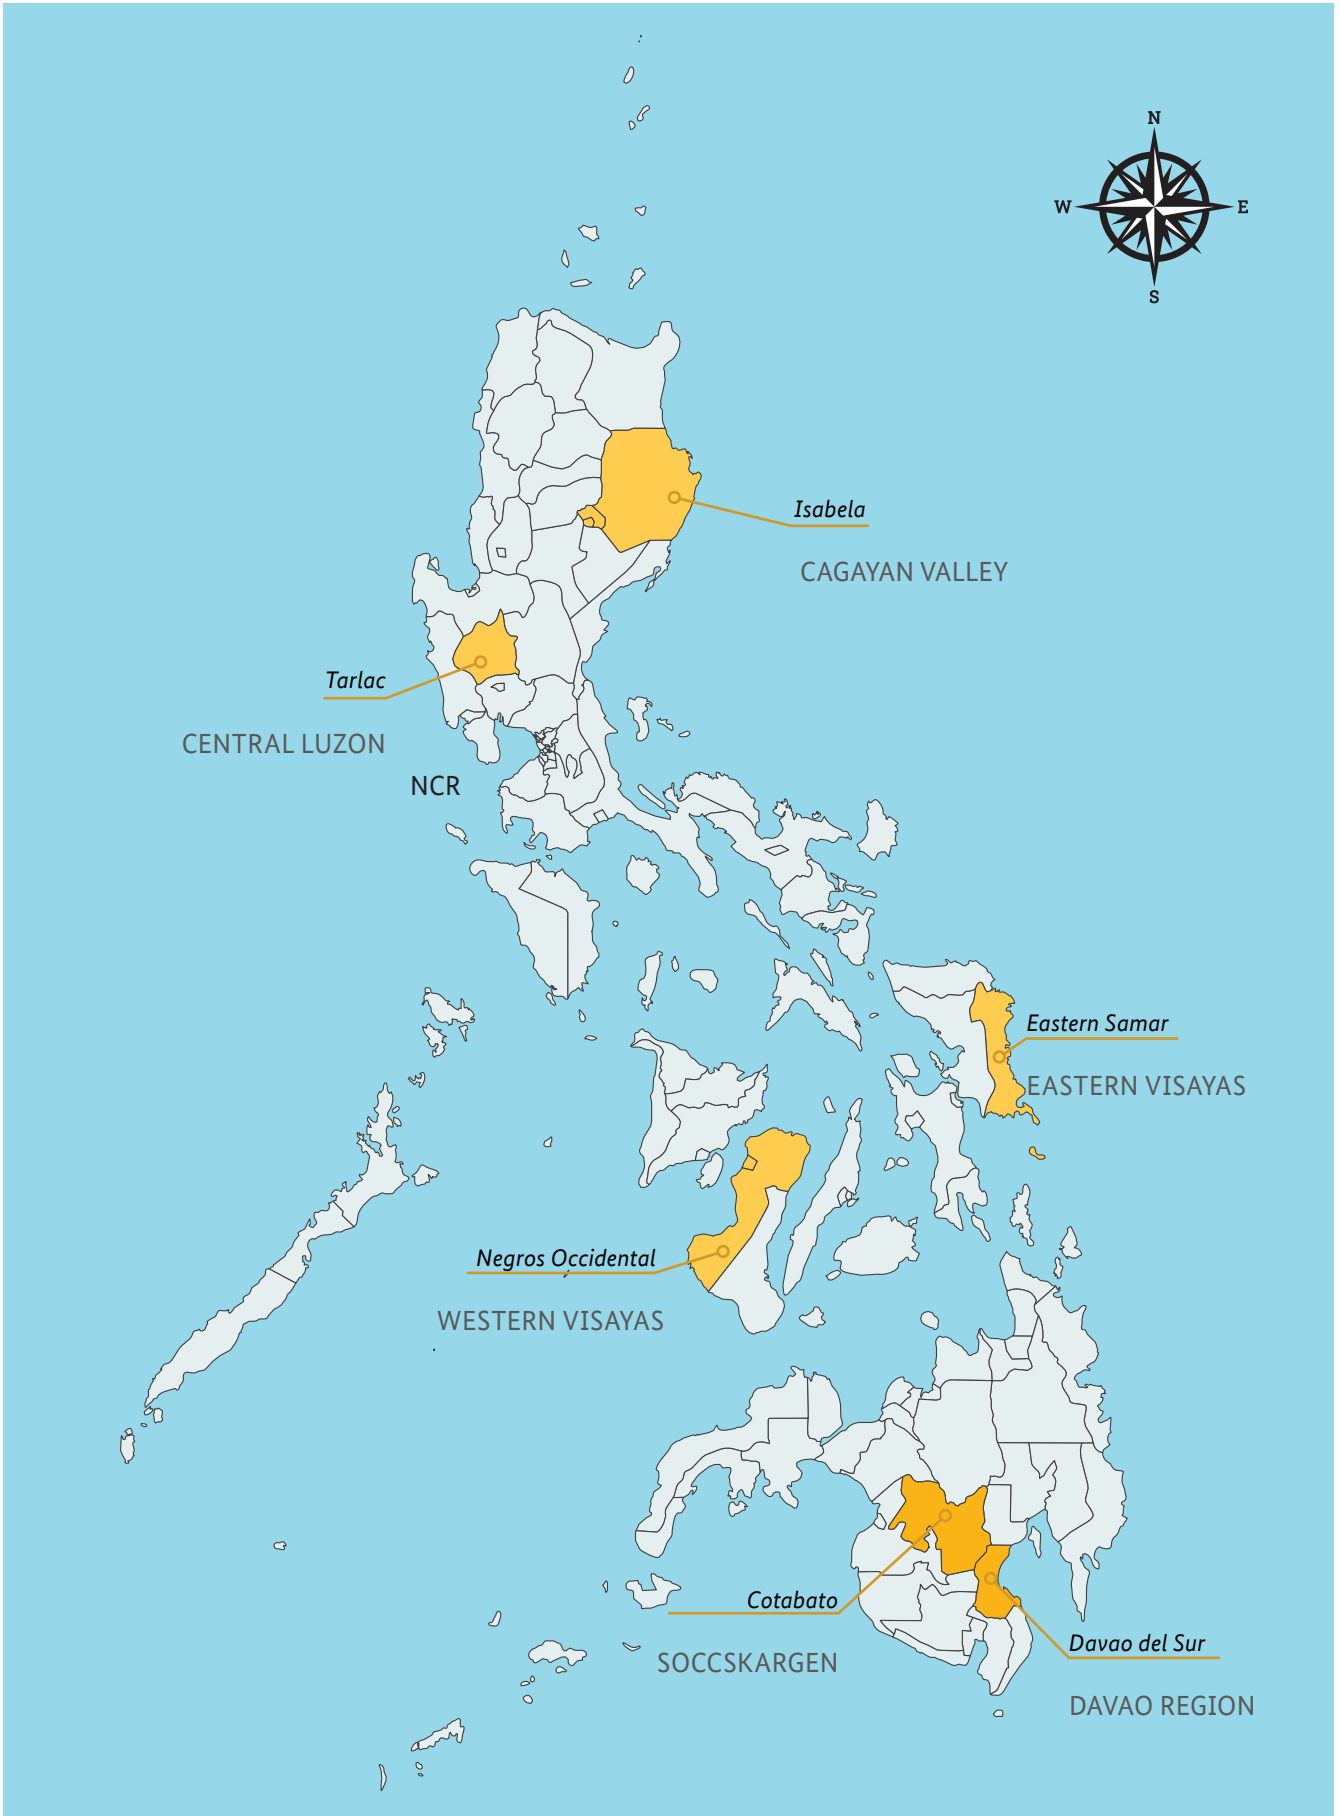 N
W
E
S
Isabela
CAGAYAN VALLEY
Tarlac
CENTRAL LUZON
NCR
Eastern Samar
EASTERN VISAYAS
Negros Occidental
WESTERN VISAYAS
Cotabato
SOCCSKARGEN
Davao del Sur
DAVAO REGION